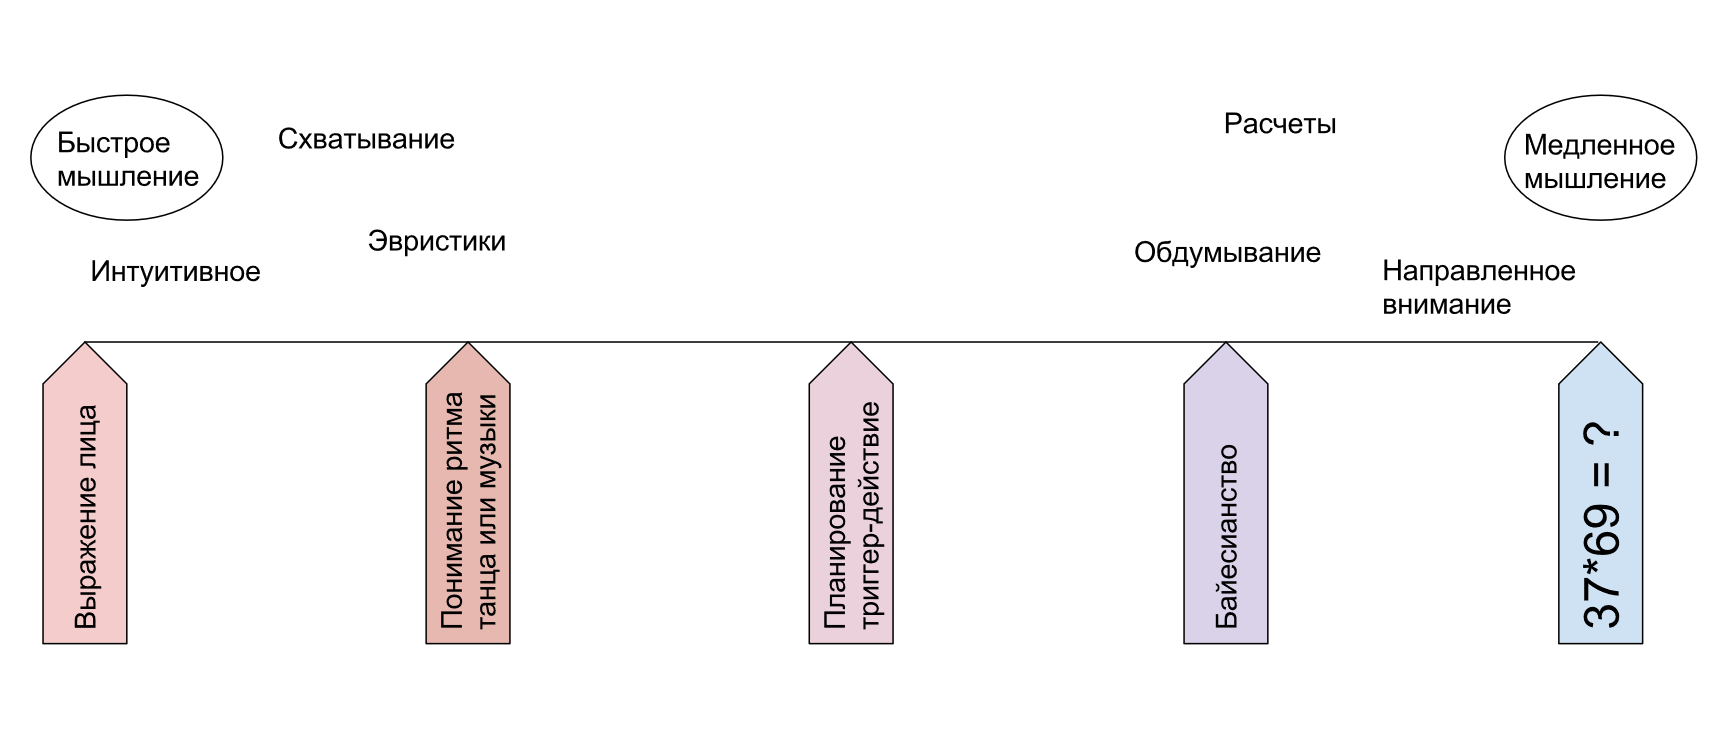 Быстрое
мышление
Схватывание
Расчеты
Медленное
мышление
Интуитивное
Эвристики
Обдумывание
Направленное
внимание
Выражение лица
Понимание ритма
танца или музыки
Планирование
триггер-действие
Байесианство
37*69 = ?